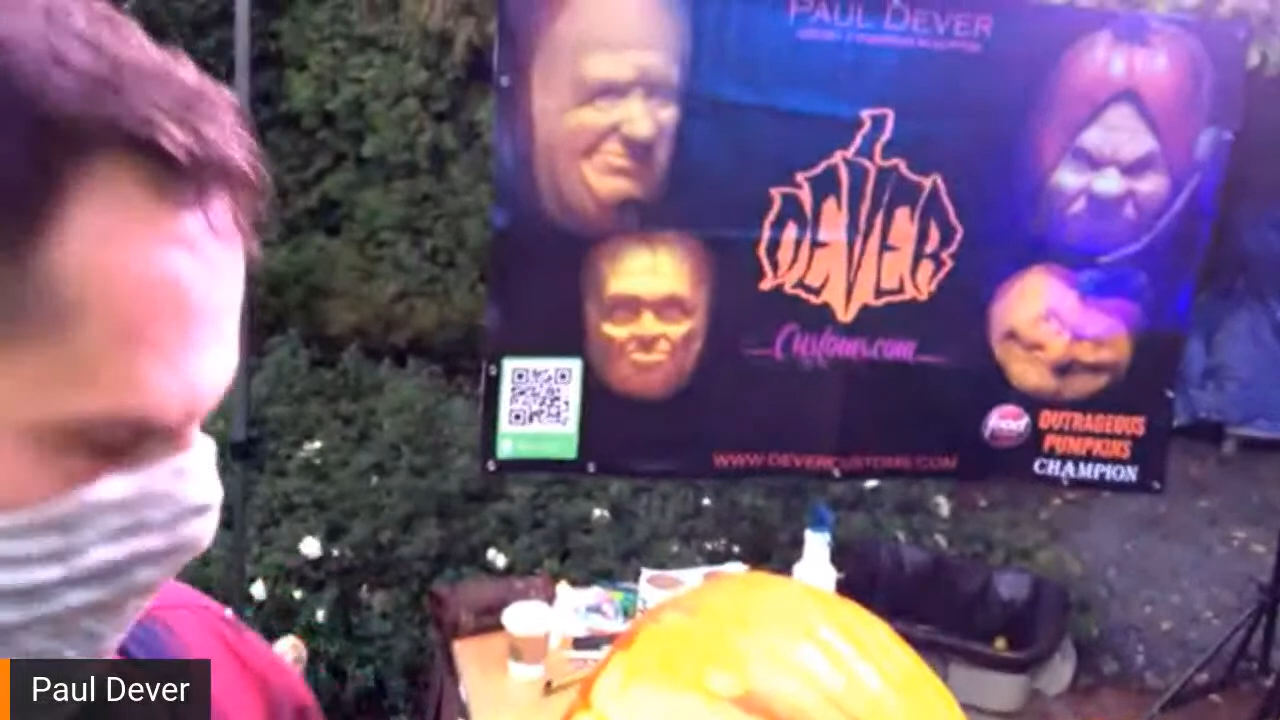 PAUL DEVER
DEVER
Customs.com
food
OUTRAGEOUS
PUMPKINS
CHAMPION
WWW.DEVERCUSTOMS.COM
Paul Dever